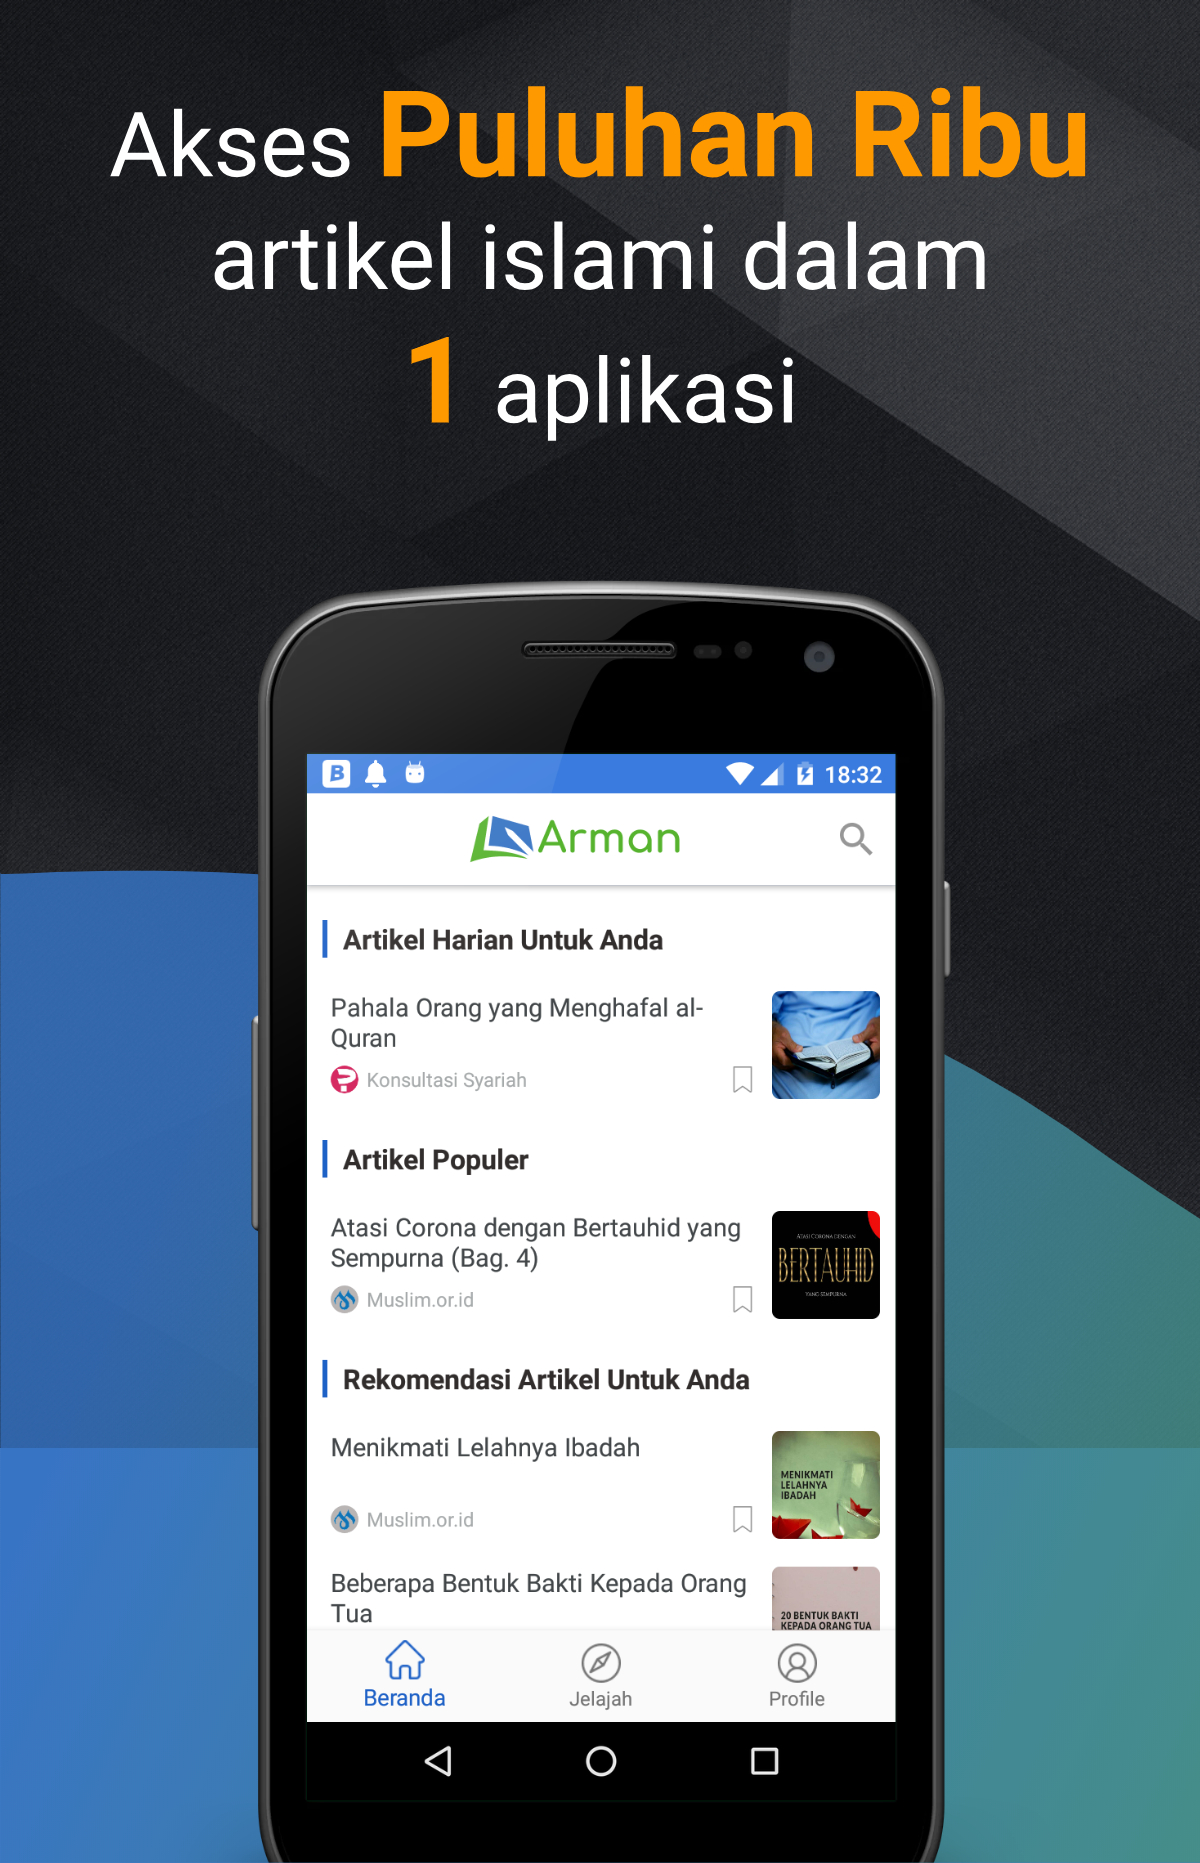 Akses Puluhan Ribu
artikel islami dalam
1 aplikasi
B
18:32
Arman
Artikel Harian Untuk Anda
Pahala Orang yang Menghafal al-
Quran
Konsultasi Syariah
Artikel Populer
Atasi Corona dengan Bertauhid yang
Sempurna (Bag. 4)
Muslim.or.id
ATASI CORONA DENGAN
BERTAUHID
YANG SEMPURNA
Rekomendasi Artikel Untuk Anda
Menikmati Lelahnya Ibadah
Muslim.or.id
MENIKMATI
LELAHNYA
IBADAH
Beberapa Bentuk Bakti Kepada Orang
Tua
20 BENTUK BAKTI
KEPADA ORANG TUA
Beranda
Jelajah
Profile